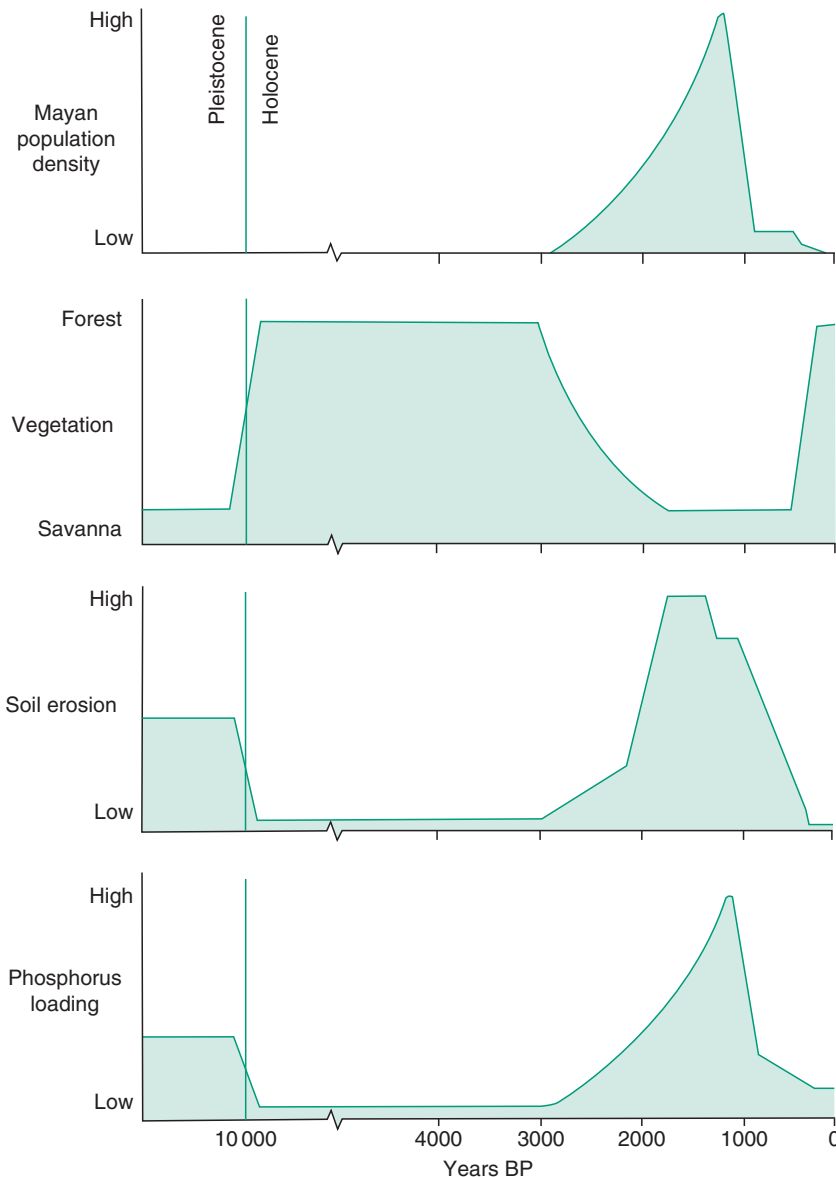 High
Mayan
population
density
Low
Pleistocene
Holocene
Forest
Vegetation
Savanna
High
Soil erosion
Low
High
Phosphorus
loading
Low
10 000 4000 3000 2000 1000 0
Years BP